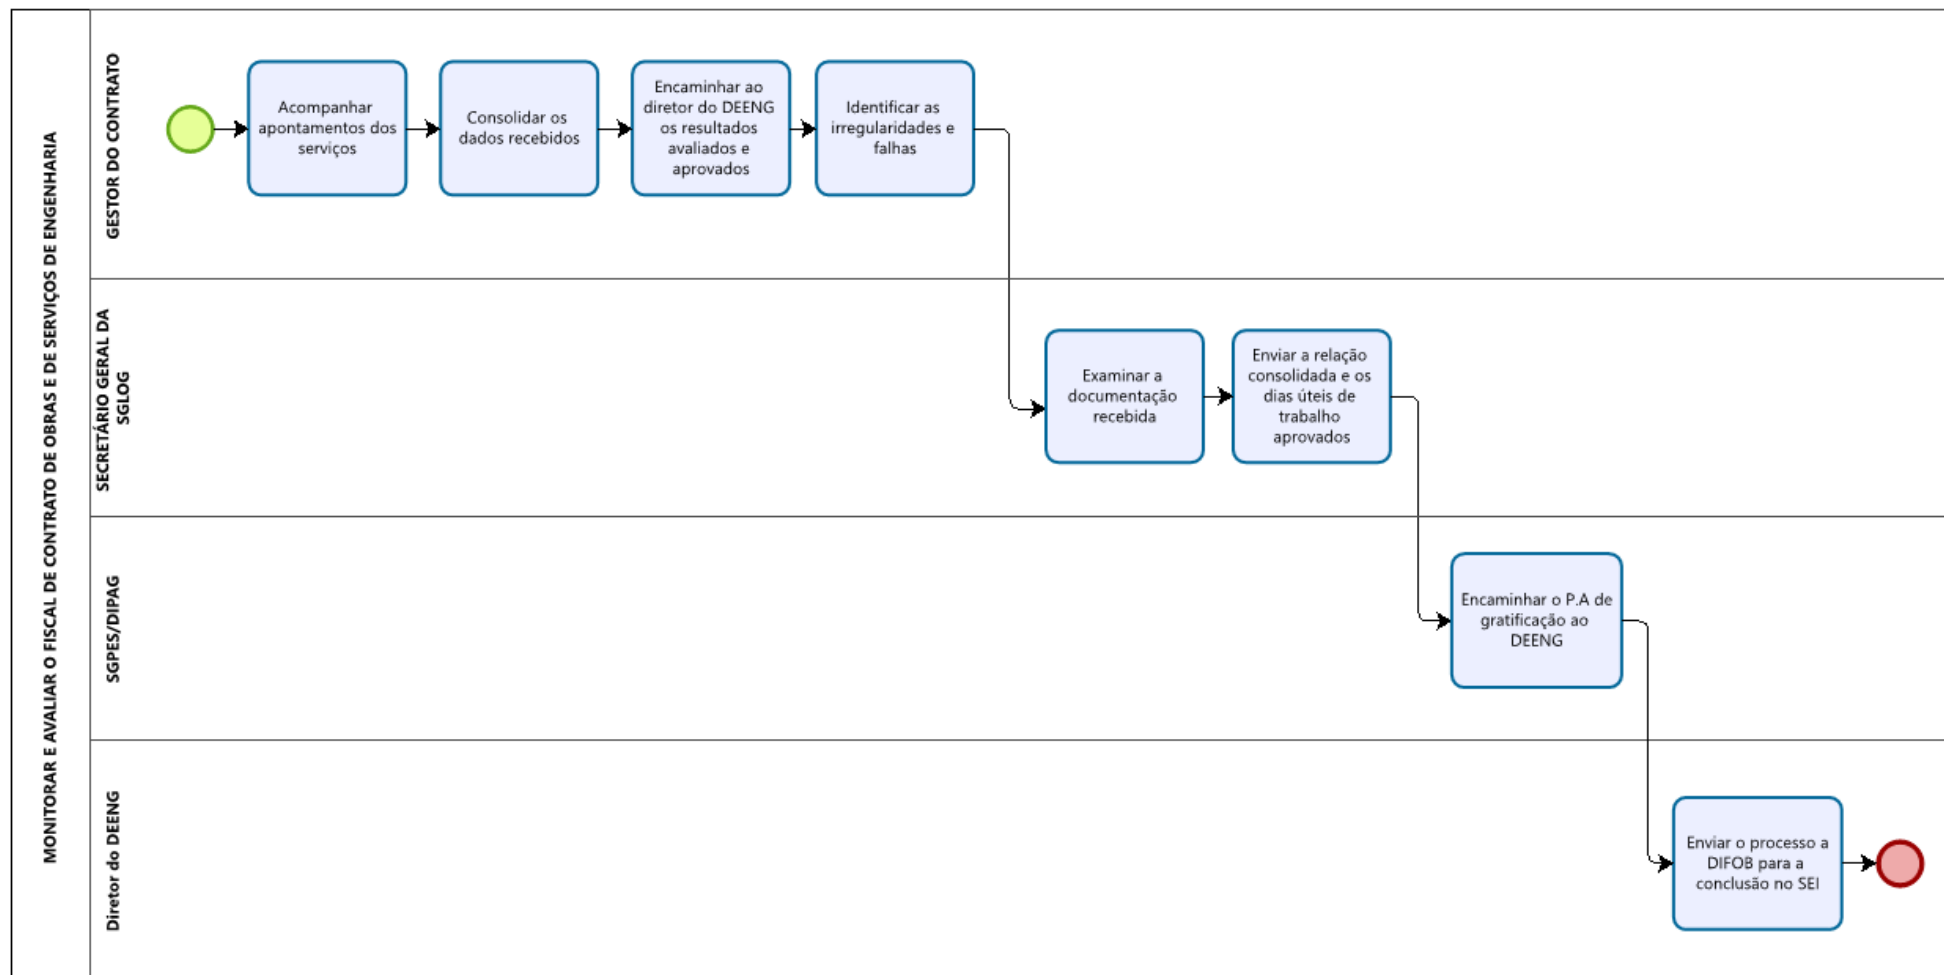 MONITORAR E AVALIAR O FISCAL DE CONTRATO DE OBRAS E DE SERVIÇOS DE ENGENHARIA
GESTOR DO CONTRATO
Acompanhar
apontamentos dos
serviços
Consolidar os
dados recebidos
Encaminhar ao
diretor do DEENG
os resultados
avaliados e
aprovados
Identificar as
irregularidades e
falhas
SECRETÁRIO GERAL DA
SGLOG
Examinar a
documentação
recebida
Enviar a relação
consolidada e os
dias úteis de
trabalho
aprovados
SGPES/DIPAG
Encaminhar o P.A de
gratificação ao
DEENG
Diretor do DEENG
Enviar o processo a
DIFOB para a
conclusão no SEI